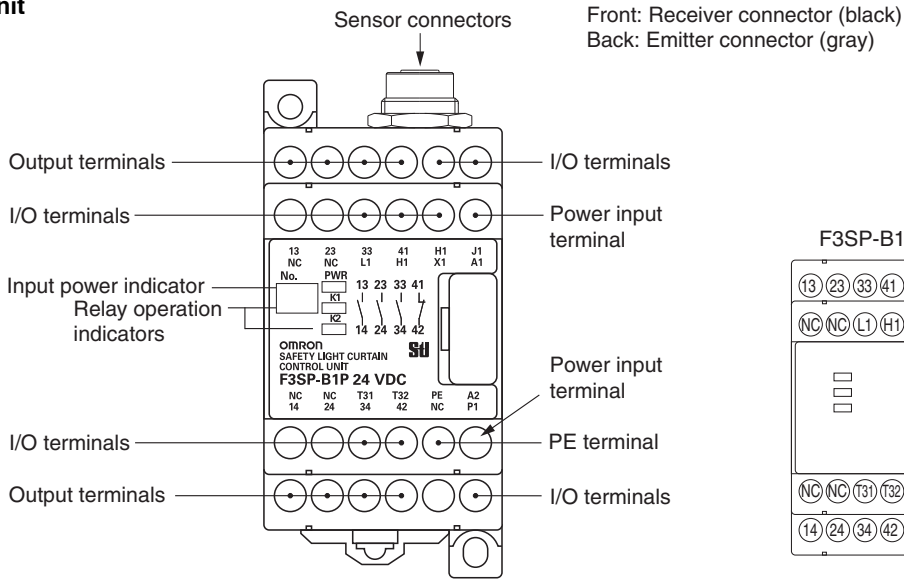 nit
Sensor connectors
Front: Receiver connector (black)
Back: Emitter connector (gray)
Output terminals
I/O terminals
I/O terminals
Power input
terminal
13 23 33 41 H1 J1
NC NC L1 H1 X1 A1
No. PWR
13 23 33 41
Input power indicator
K1
Relay operation
indicators
K2
14 24 34 42
OMRON
STI
SAFETY LIGHT CURTAIN
CONTROL UNIT
F3SP-B1P 24 VDC
NC NC T31 T32 PE A2
14 24 34 42 NC P1
Power input
terminal
I/O terminals
PE terminal
Output terminals
I/O terminals
F3SP-B1
13 23 33 41
NC NC L1 H1
NC NC T31 T32
14 24 34 42